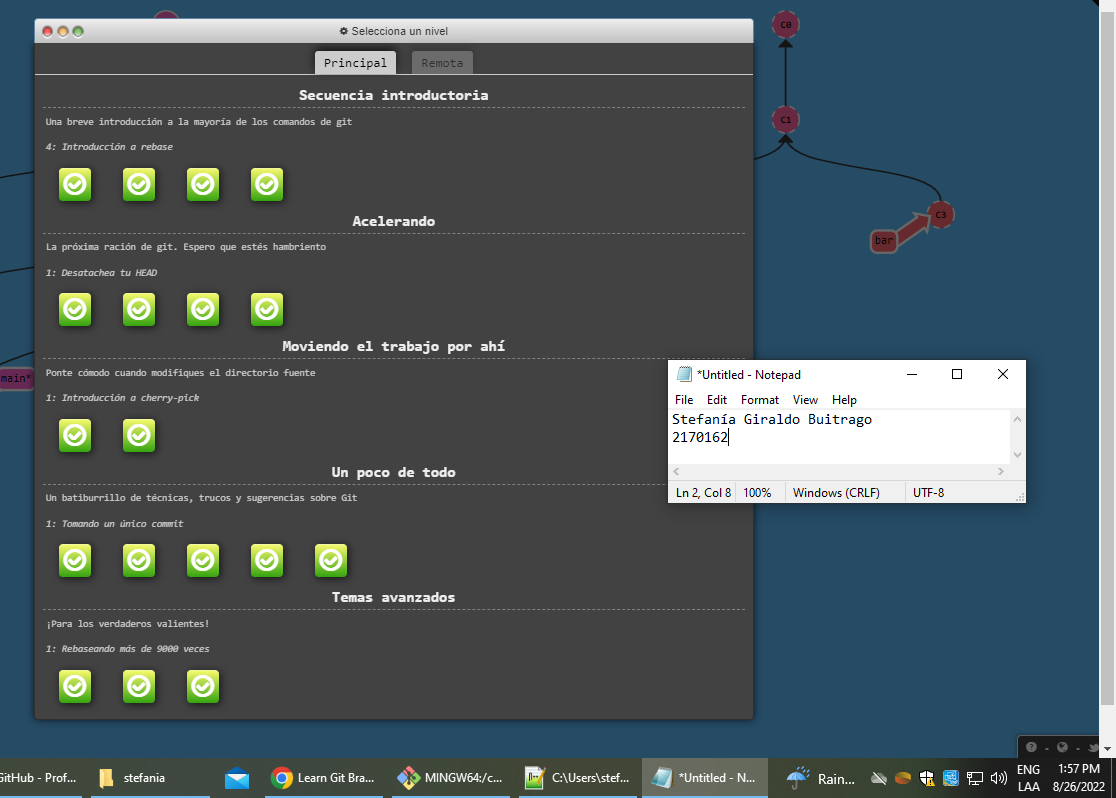 Selecciona un nivel
Principal
Remota
Secuencia introductoria
Una breve introducción a la mayoría de los comandos de git
4: Introducción a rebase
Acelerando
La próxima ración de git. Espero que estés hambriento
1: Desatachea tu HEAD
Moviendo el trabajo por ahí
Ponte cómodo cuando modifiques el directorio fuente
1: Introducción a cherry-pick
Un poco de todo
Un batiburrillo de técnicas, trucos y sugerencias sobre Git
1: Tomando un único commit
Temas avanzados
¡Para los verdaderos valientes!
1: Rebaseando más de 9000 veces
C0
C1
C3
bar
main*
*Untitled - Notepad
File Edit Format View Help
Stefanía Giraldo Buitrago
2170162
Ln 2, Col 8 100% Windows (CRLF) UTF-8
GitHub - Prof...
stefania
Learn Git Bra...
MINGW64:/c...
C:\Users\stef...
*Untitled - N...
Rain...
ENG
LAA
1:57 PM
8/26/2022